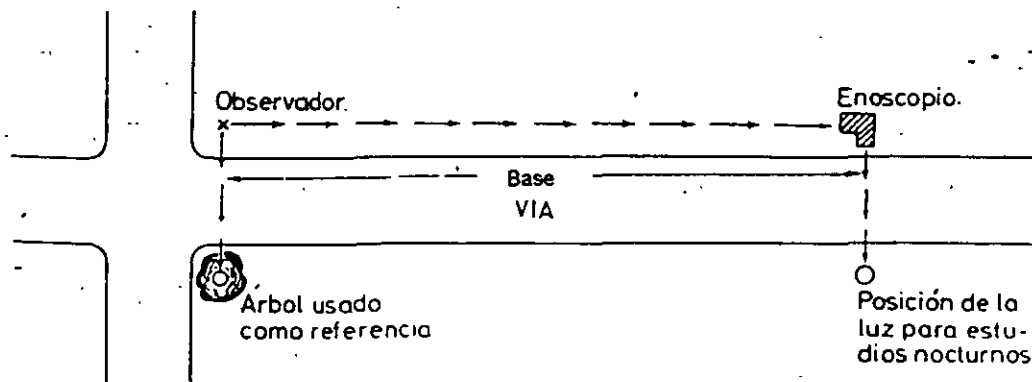 Observador.
Enoscopio.
Base
VIA
Arbol usado
como referencia
Posición de la
luz para estu-
dios nocturnos